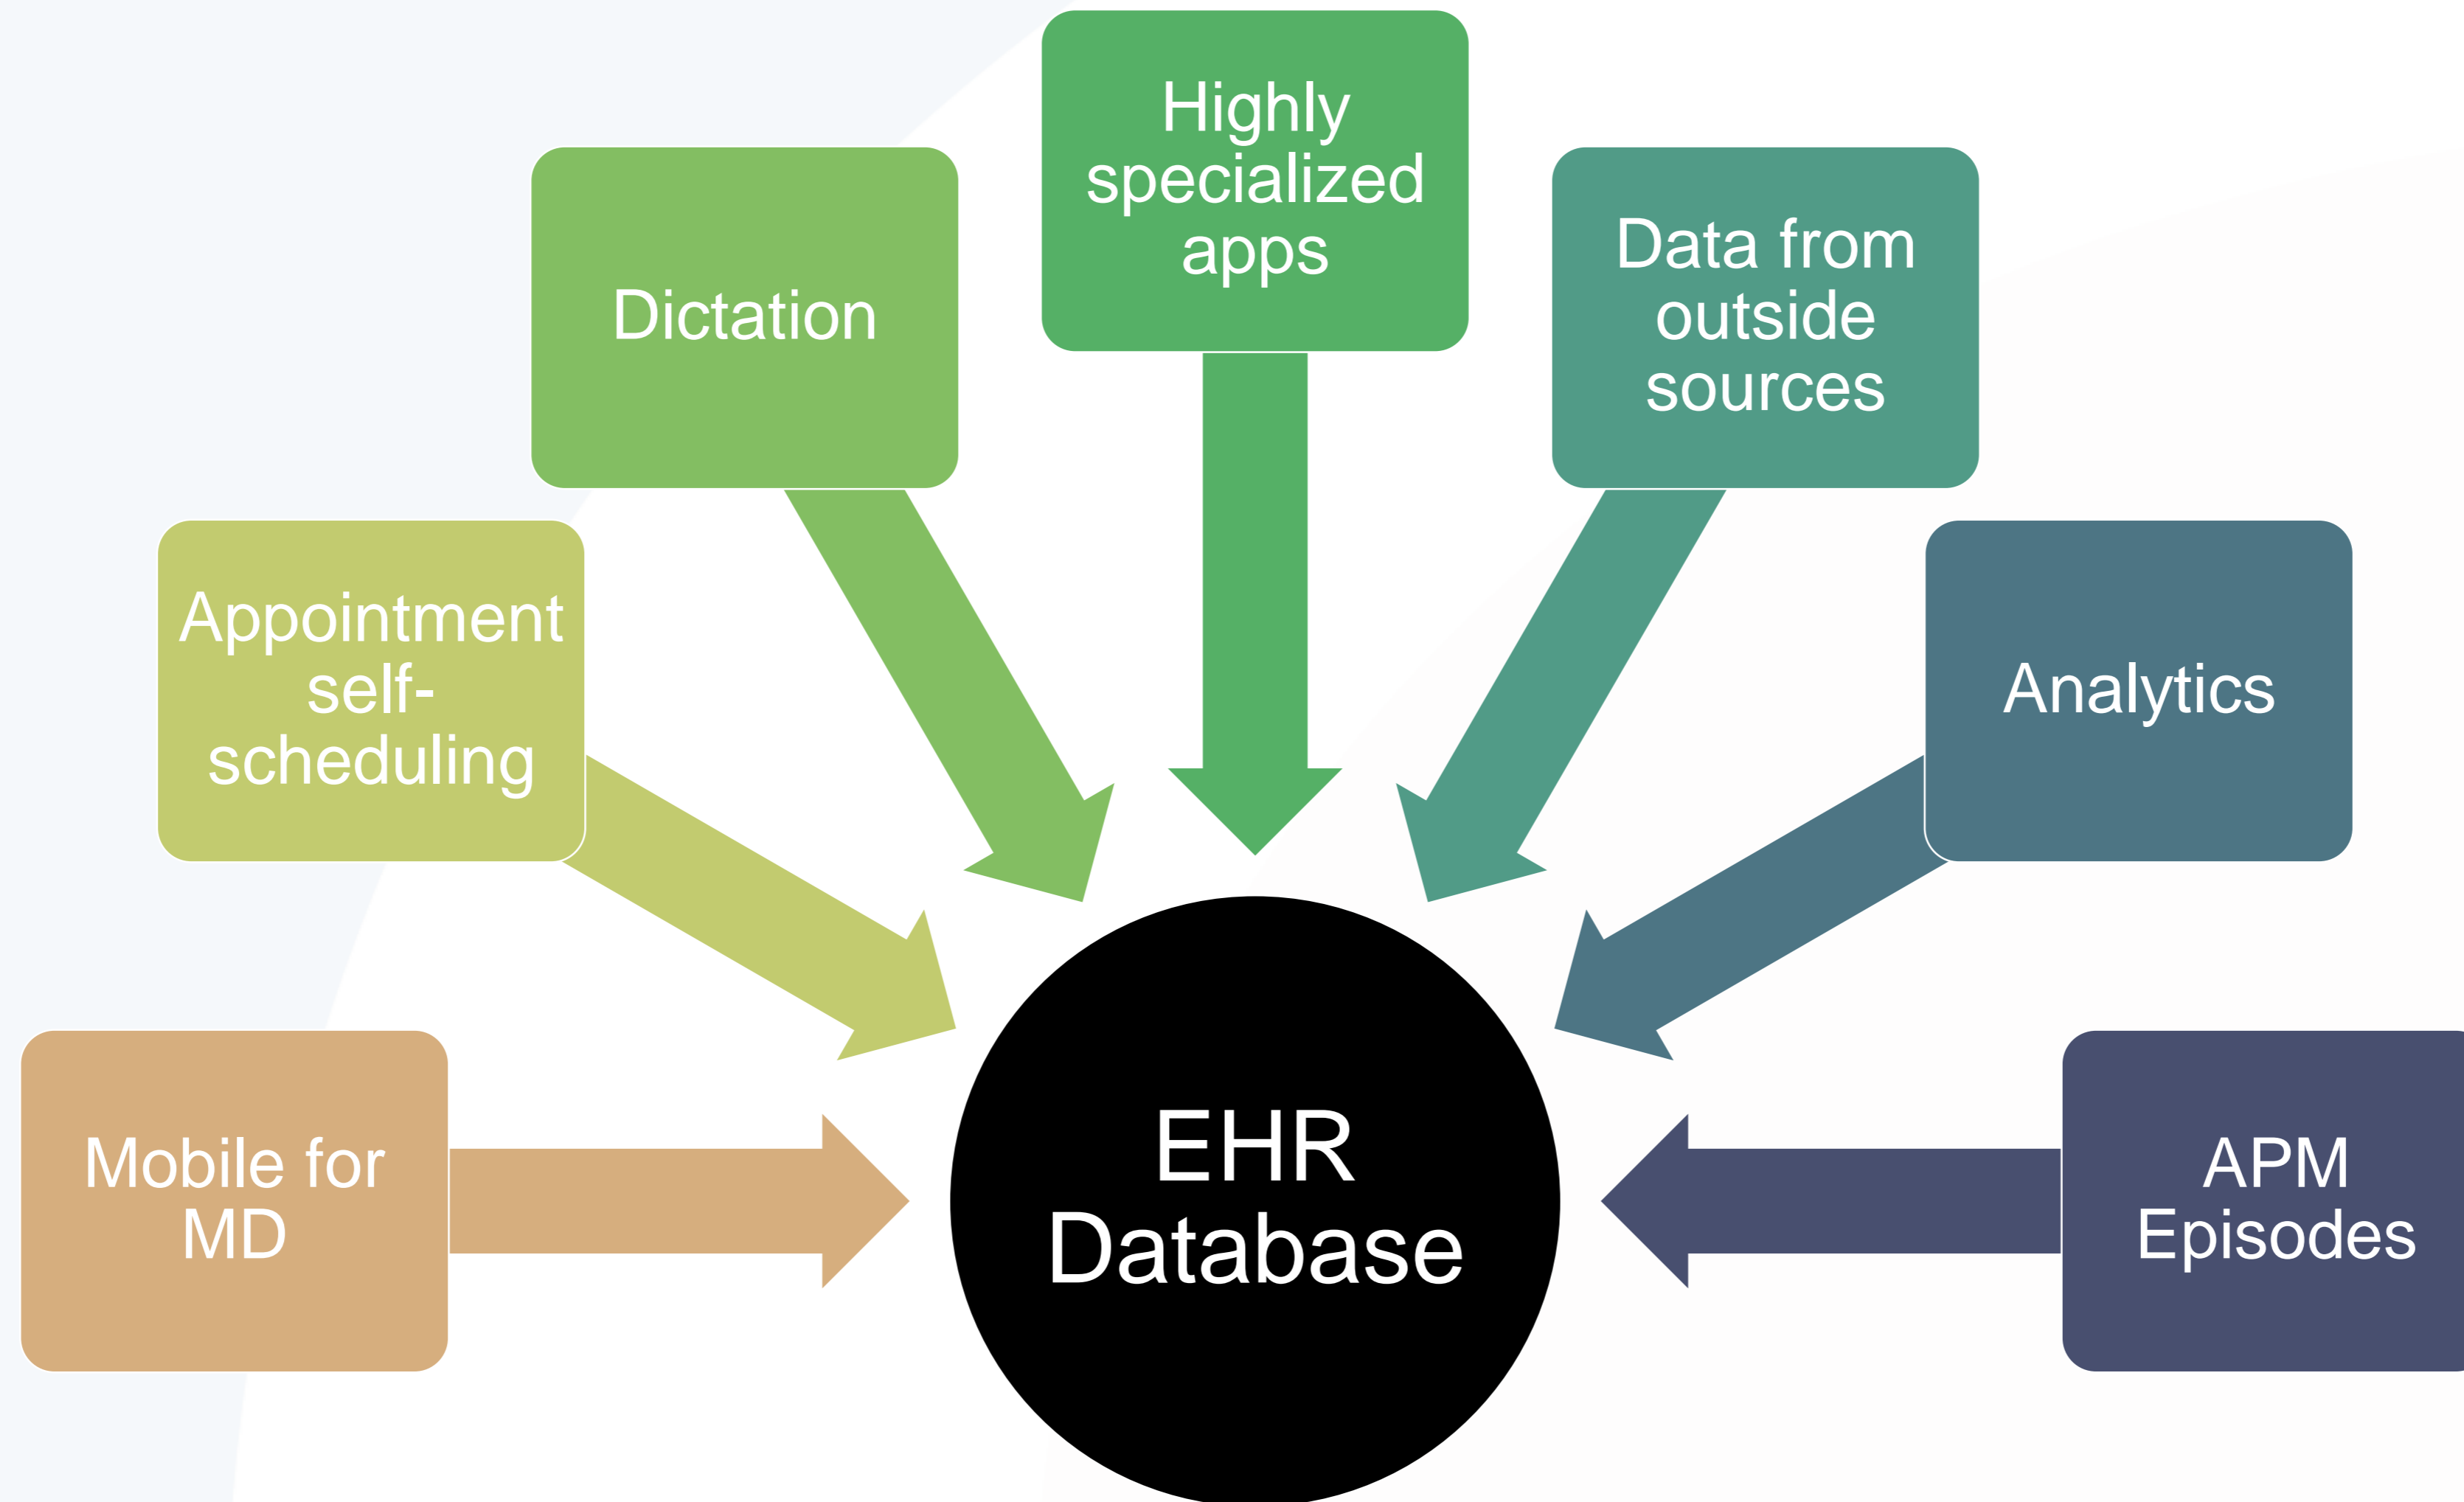 Highly
specialized
apps
Dictation
Data from
outside
sources
Appointment
self-
scheduling
Analytics
Mobile for
MD
EHR
Database
APM
Episodes